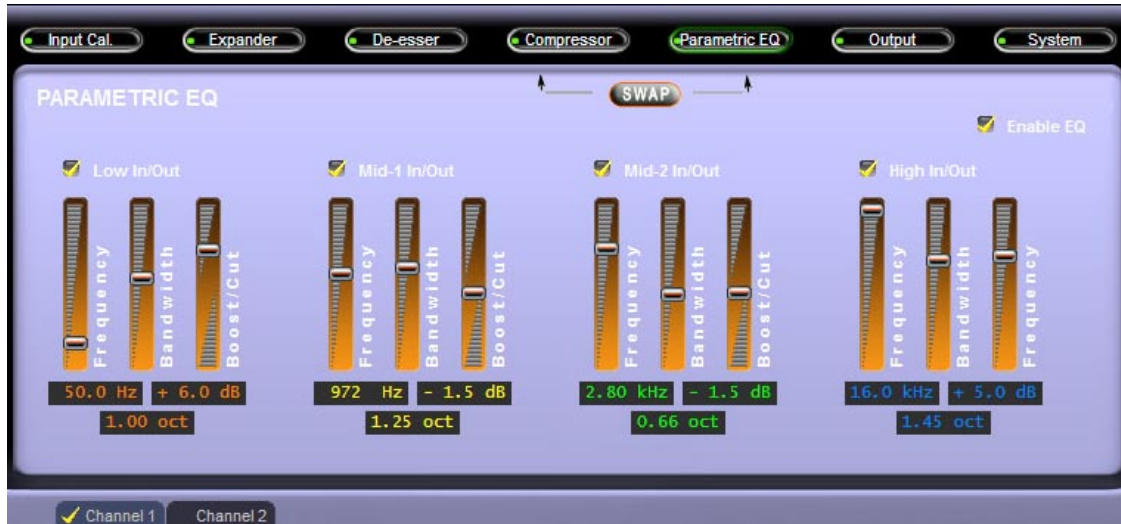 Input Cal. Expander De-esser Compressor Parametric EQ Output System
SWAP
PARAMETRIC EQ
Enable EQ
Low In/Out Mid-1 In/Out Mid-2 In/Out High In/Out
Frequency Bandwidth Boost/Cut Frequency Bandwidth Boost/Cut Frequency Bandwidth Boost/Cut Frequency Bandwidth Frequency
50.0 Hz + 6.0 dB 972 Hz - 1.5 dB 2.80 kHz - 1.5 dB 16.0 kHz + 5.0 dB
1.00 oct 1.25 oct 0.66 oct 1.45 oct
Channel 1 Channel 2